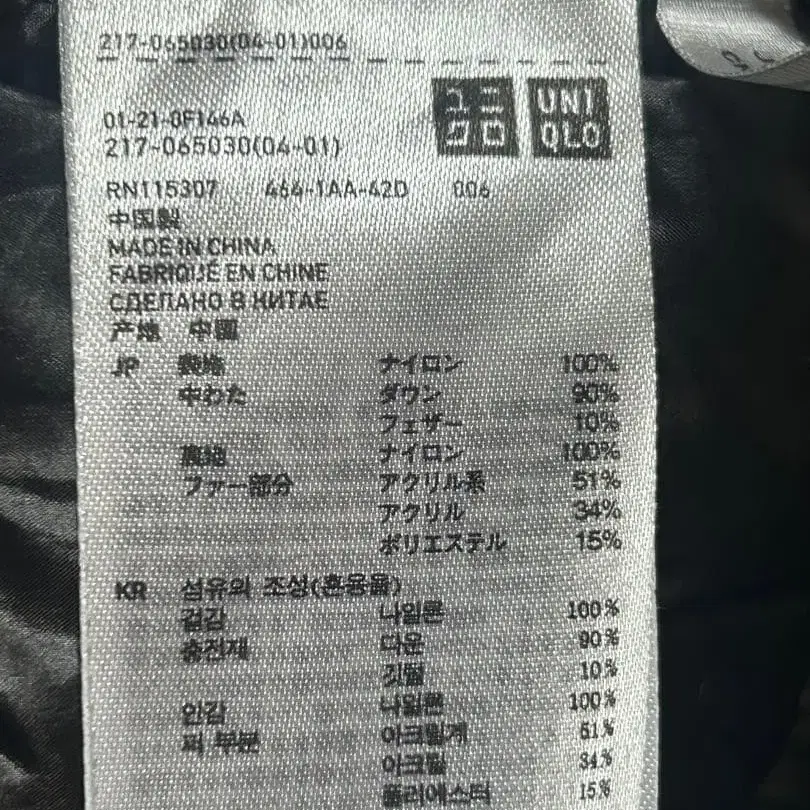 217-065030(04-01)006
ユニ
クロ
UNI
QLO
01-21-8F146A
217-065030(04-01)
RN115307 464-1AA-42D 006
中国製
MADE IN CHINA
FABRIQUÉ EN CHINE
СДЕЛАНО В КИТАЕ
产地 中國
JP 表地 ナイロン 100%
中わた ダウン 90%
フェザー 10%
裏地 ナイロン 100%
ファー部分 アクリル系 51%
アクリル 34%
ポリエステル 15%
KR 섬유의 조성(혼용율)
겉감 나일론 100%
충전재 다운 90%
깃털 10%
안감 나일론 100%
퍼 부분 아크릴계 51%
아크릴 34%
폴리에스터 15%